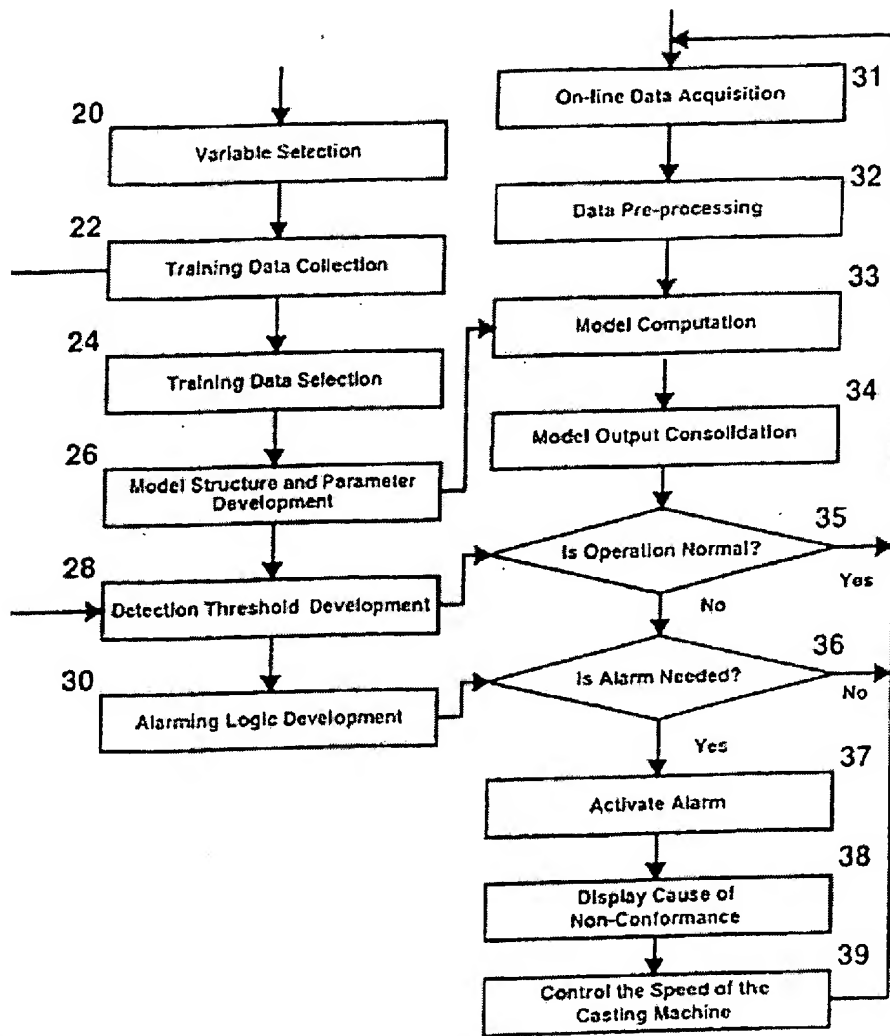 20
Variable Selection
22
Training Data Collection
24
Training Data Selection
26
Model Structure and Parameter
Development
28
Detection Threshold Development
30
Alarming Logic Development
31
On-line Data Acquisition
32
Data Pre-processing
33
Model Computation
34
Model Output Consolidation
35
Is Operation Normal?
Yes
No
36
Is Alarm Needed?
No
Yes
37
Activate Alarm
38
Display Cause of
Non-Conformance
39
Control the Speed of the
Casting Machine